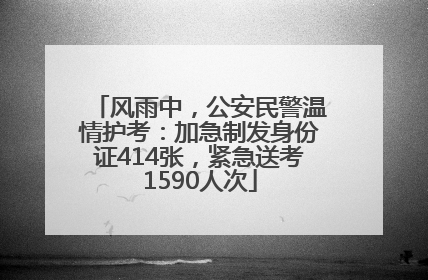 「风雨中，公安民警温
情护考：加急制发身份
证414张，紧急送考
1590人次」